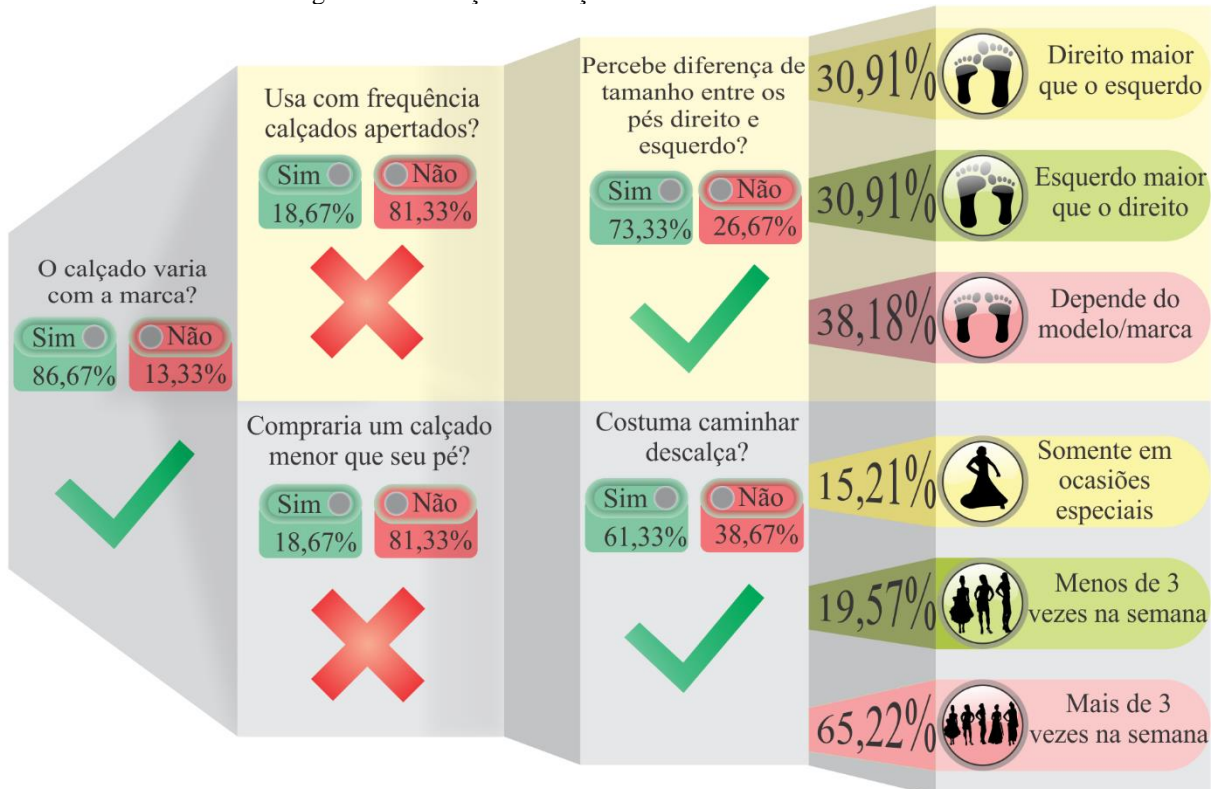 O calçado varia
com a marca?
Sim Não
86,67% 13,33%
Usa com frequência
calçados apertados?
Sim Não
18,67% 81,33%
Compraria um calçado
menor que seu pé?
Sim Não
18,67% 81,33%
Percebe diferença de
tamanho entre os
pés direito e
esquerdo?
Sim Não
73,33% 26,67%
Costuma caminhar
descalça?
Sim Não
61,33% 38,67%
30,91%
Direito maior
que o esquerdo
30,91%
Esquerdo maior
que o direito
38,18%
Depende do
modelo/marca
15,21%
Somente em
ocasiões
especiais
19,57%
Menos de 3
vezes na semana
65,22%
Mais de 3
vezes na semana